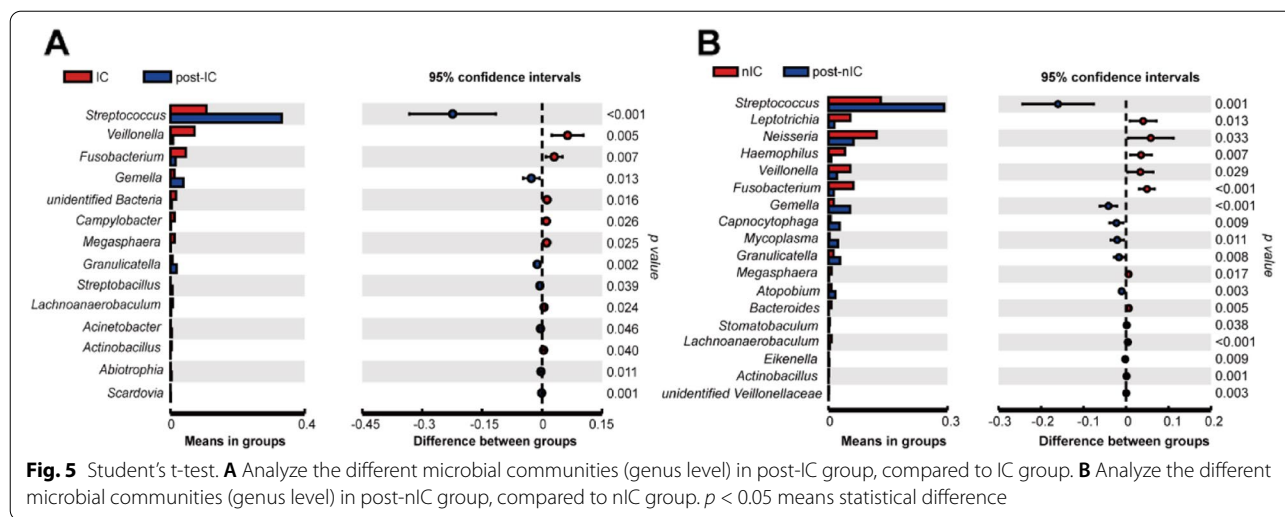 A
IC post-IC
95% confidence intervals
Streptococcus <0.001
Veillonella 0.005
Fusobacterium 0.007
Gemella 0.013
unidentified Bacteria 0.016
Campylobacter 0.026
Megasphaera 0.025
Granulicatella 0.002
Streptobacillus 0.039
Lachnoanaerobaculum 0.024
Acinetobacter 0.046
Actinobacillus 0.040
Abiotrophia 0.011
Scardovia 0.001
p value
0 0.4 -0.45 -0.3 -0.15 0 0.15
Means in groups Difference between groups
B
nIC post-nIC
95% confidence intervals
Streptococcus 0.001
Leptotrichia 0.013
Neisseria 0.033
Haemophilus 0.007
Veillonella 0.029
Fusobacterium <0.001
Gemella <0.001
Capnocytophaga 0.009
Mycoplasma 0.011
Granulicatella 0.008
Megasphaera 0.017
Atopobium 0.003
Bacteroides 0.005
Stomatobaculum 0.038
Lachnoanaerobaculum <0.001
Eikenella 0.009
Actinobacillus 0.001
unidentified Veillonellaceae 0.003
p value
0 0.3 -0.3 -0.2 -0.1 0 0.1 0.2
Means in groups Difference between groups
Fig. 5 Student's t-test. A Analyze the different microbial communities (genus level) in post-IC group, compared to IC group. B Analyze the different
microbial communities (genus level) in post-nIC group, compared to nIC group. p < 0.05 means statistical difference